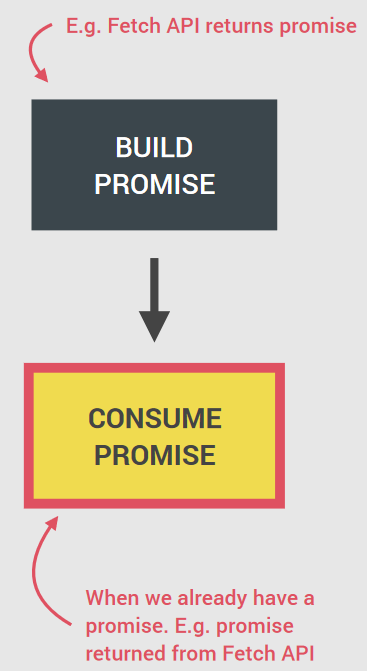 E.g. Fetch API returns promise
BUILD
PROMISE
CONSUME
PROMISE
When we already have a
promise. E.g. promise
returned from Fetch API